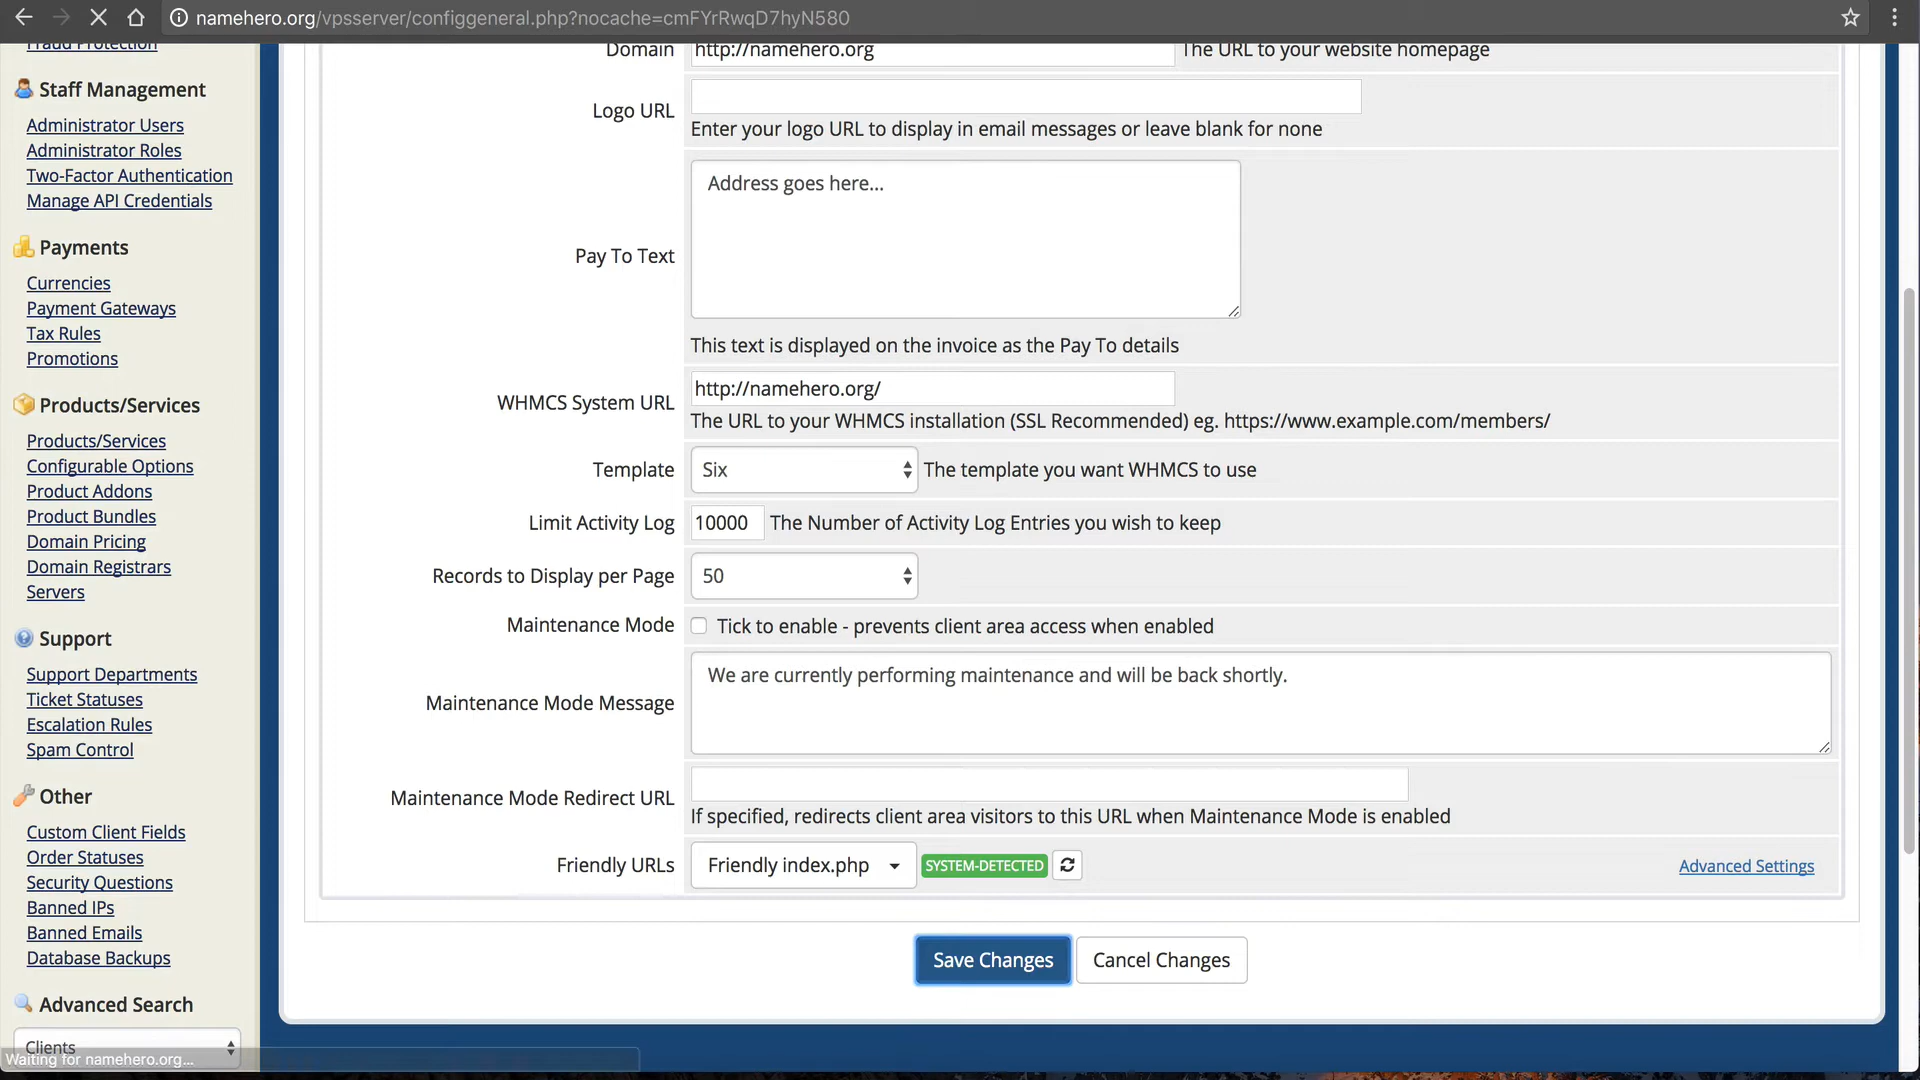 namehero.org/vpsserver/configgeneral.php?nocache=cmFYrRwqD7hyN580
Fraud Protection
Staff Management
Administrator Users
Administrator Roles
Two-Factor Authentication
Manage API Credentials
Payments
Currencies
Payment Gateways
Tax Rules
Promotions
Products/Services
Products/Services
Configurable Options
Product Addons
Product Bundles
Domain Pricing
Domain Registrars
Servers
Support
Support Departments
Ticket Statuses
Escalation Rules
Spam Control
Other
Custom Client Fields
Order Statuses
Security Questions
Banned IPs
Banned Emails
Database Backups
Advanced Search
Clients
Waiting for namehero.org...
Domain http://namehero.org The URL to your website homepage
Logo URL
Enter your logo URL to display in email messages or leave blank for none
Address goes here...
Pay To Text
This text is displayed on the invoice as the Pay To details
http://namehero.org/
WHMCS System URL
The URL to your WHMCS installation (SSL Recommended) eg. https://www.example.com/members/
Template Six The template you want WHMCS to use
Limit Activity Log 10000 The Number of Activity Log Entries you wish to keep
Records to Display per Page 50
Maintenance Mode Tick to enable - prevents client area access when enabled
We are currently performing maintenance and will be back shortly.
Maintenance Mode Message
Maintenance Mode Redirect URL
If specified, redirects client area visitors to this URL when Maintenance Mode is enabled
Friendly URLs Friendly index.php SYSTEM-DETECTED Advanced Settings
Save Changes Cancel Changes